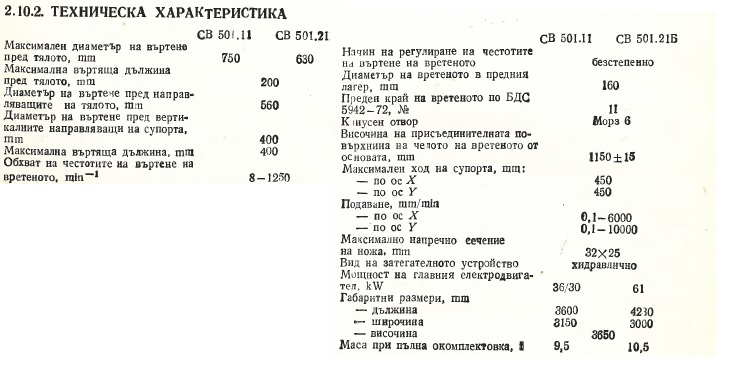 2.10.2. ТЕХНИЧЕСКА ХАРАКТЕРИСТИКА
СВ 501.11 СВ 501.21
Максимален диаметър на въртене
пред тялото, mm 750 630
Максимална въртяща дължина
пред тялото, mm 200
Диаметър на въртене пред направ-
ляващите на тялото, mm 560
Диаметър на въртене пред верти-
калните направляващи на супорта,
mm 400
Максимална въртяща дължина, mm 400
Обхват на честотите на въртене на
вретеното, min—1 8—1250
СВ 501.11 СВ 501.21Б
Начин на регулиране на честотите
на въртене на вретеното безстепенно
Диаметър на вретеното в предния
лагер, mm 160
Преден край на вретеното по БДС
5942—72, № 11
Конусен отвор Морз 6
Височина на присъединителната по-
върхнина на челото на вретеното от
основата, mm 1150±15
Максимален ход на супорта, mm:
— по ос X 450
— по ос Y 450
Подаване, mm/min
— по ос X 0,1—6000
— по ос Y 0,1—10000
Максимално напречно сечение
на ножа, mm 32×25
Вид на затегателното устройство хидравлично
Мощност на главния електродвига-
тел, kW 36/30 61
Габаритни размери, mm
— дължина 3600
— широчина 3150 3000
— височина 3650
Маса при пълна окомплектовка, 9,5 10,5